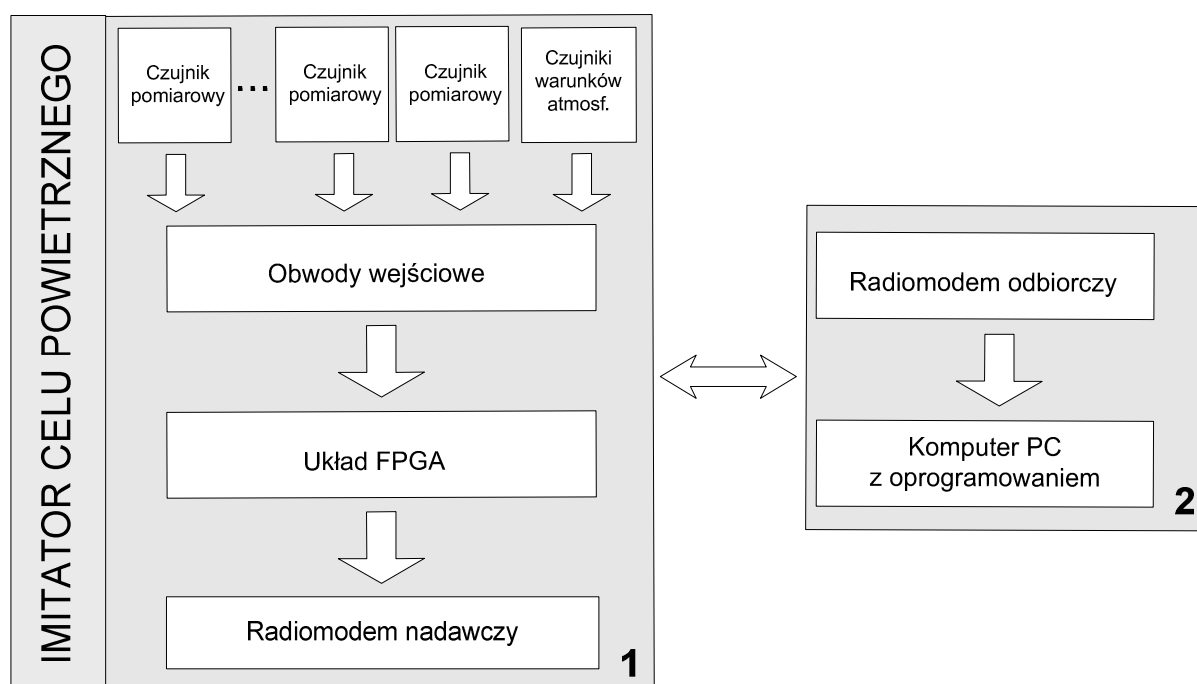 IMITATOR CELU POWIETRZNEGO
Czujnik
pomiarowy
...
Czujnik
pomiarowy
Czujnik
pomiarowy
Czujniki
warunków
atmosf.
Obwody wejściowe
Układ FPGA
Radiomodem nadawczy
1
Radiomodem odbiorczy
Komputer PC
z oprogramowaniem
2